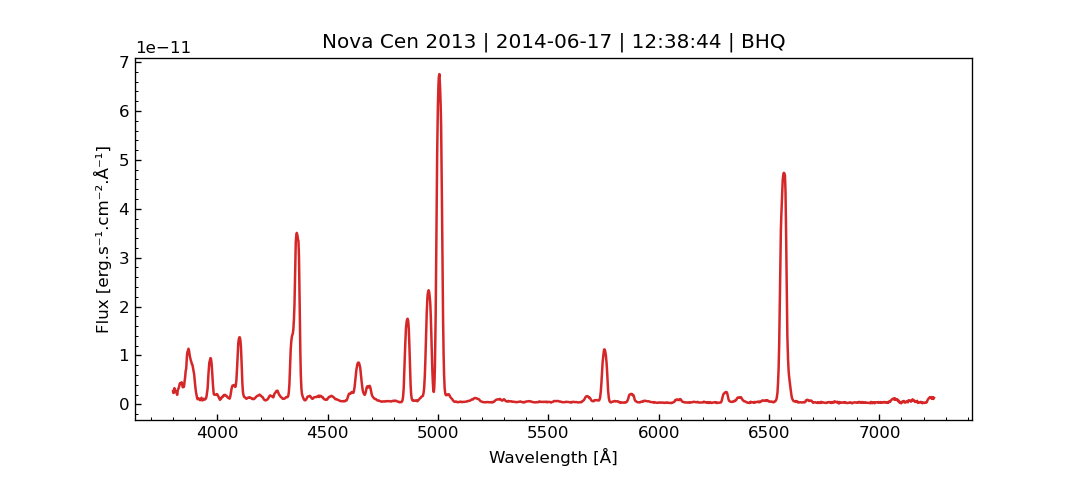 Nova Cen 2013 | 2014-06-17 | 12:38:44 | BHQ
1e−11
7
6
5
4
3
2
1
0
Flux [erg.s⁻¹.cm⁻².Å⁻¹]
4000 4500 5000 5500 6000 6500 7000
Wavelength [Å]